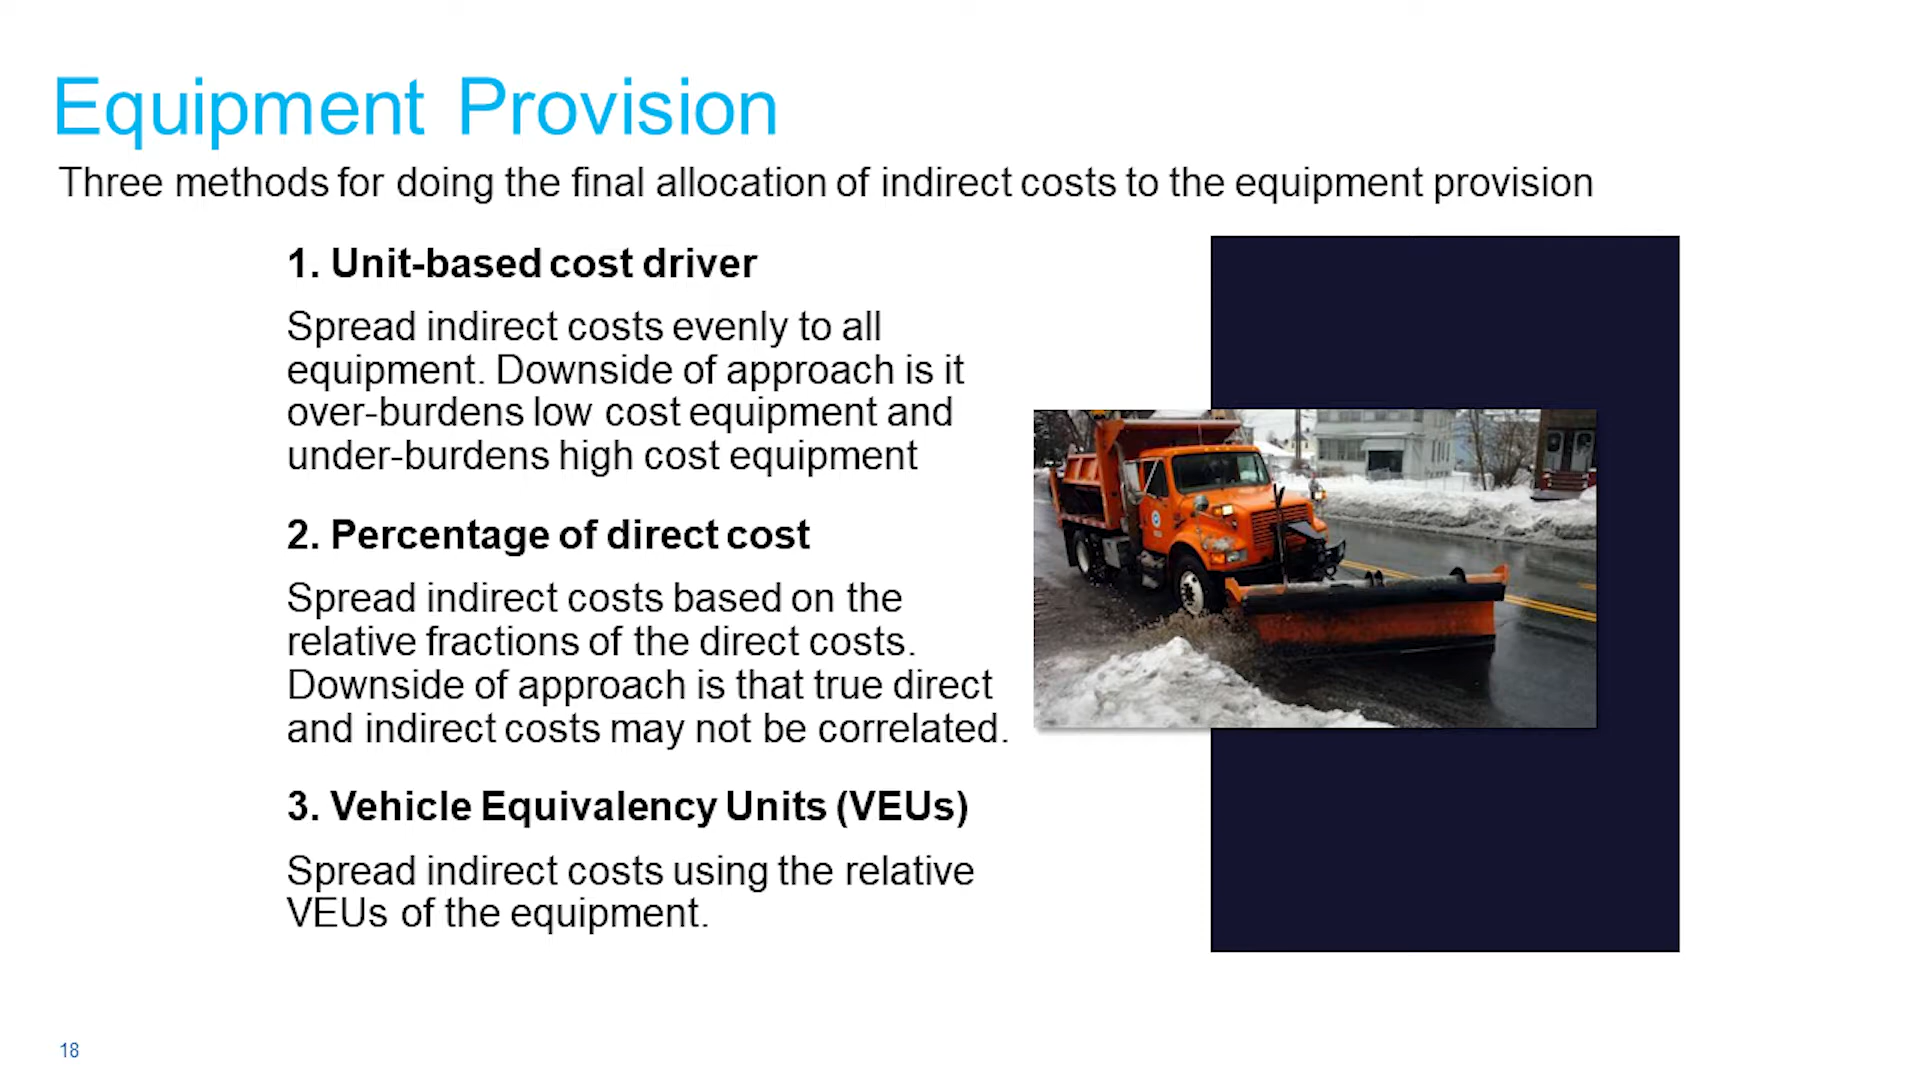 Equipment Provision
Three methods for doing the final allocation of indirect costs to the equipment provision
1. Unit-based cost driver
Spread indirect costs evenly to all
equipment. Downside of approach is it
over-burdens low cost equipment and
under-burdens high cost equipment
2. Percentage of direct cost
Spread indirect costs based on the
relative fractions of the direct costs.
Downside of approach is that true direct
and indirect costs may not be correlated.
3. Vehicle Equivalency Units (VEUs)
Spread indirect costs using the relative
VEUs of the equipment.
18